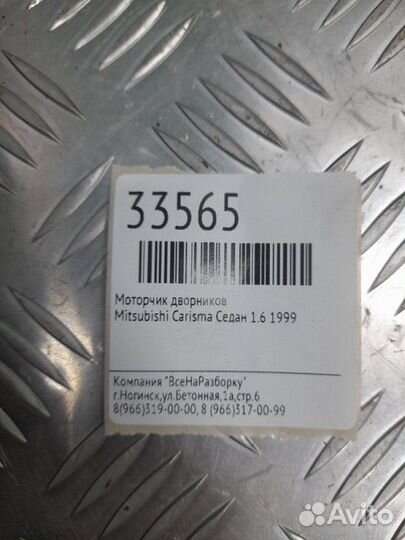 33565
Моторчик дворников
Mitsubishi Carisma Седан 1.6 1999
Компания "ВсеНаРазборку"
г.Ногинск,ул.Бетонная,1а,стр.6
8(966)319-00-00, 8 (966)317-00-99
Avito